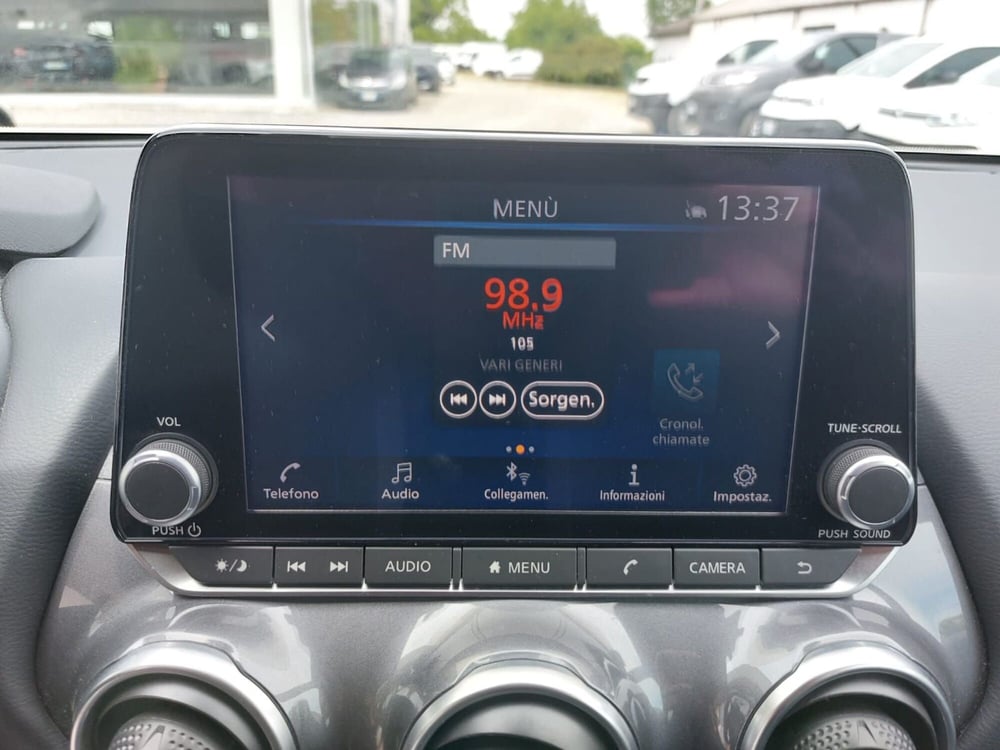 MENÙ
13:37
FM
98.9
MHz
105
VARI GENERI
Sorgen.
Cronol.
chiamate
Telefono
Audio
Collegamen.
Informazioni
Impostaz.
VOL
PUSH
TUNE·SCROLL
PUSH SOUND
AUDIO
MENU
CAMERA